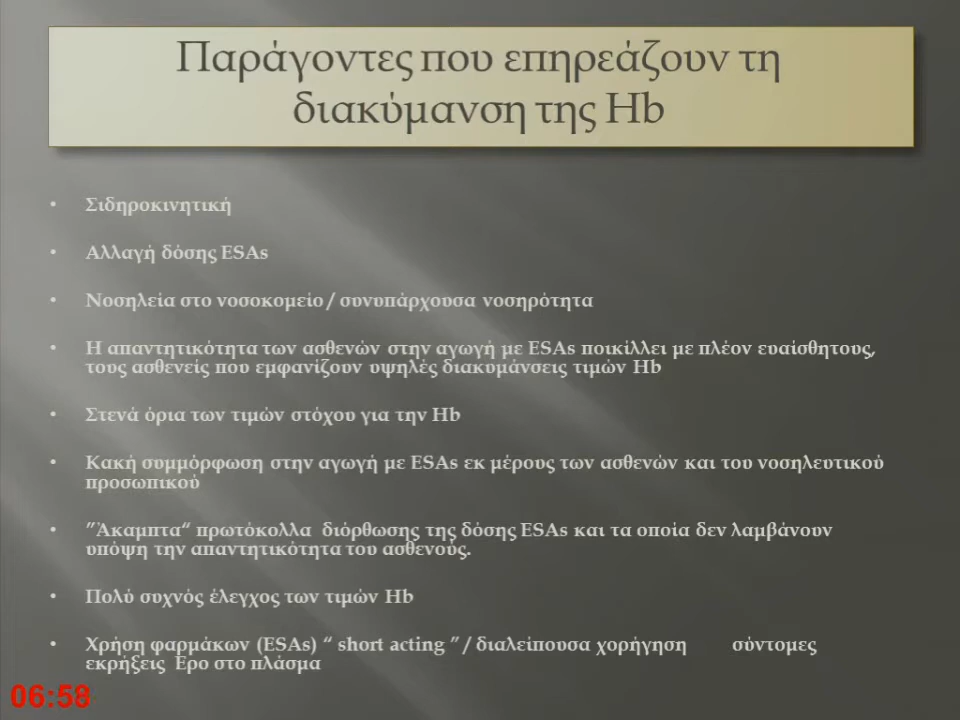 Παράγοντες που επηρεάζουν τη
διακύμανση της Hb
• Σιδηροκινητική
• Αλλαγή δόσης ESAs
• Νοσηλεία στο νοσοκομείο / συνυπάρχουσα νοσηρότητα
• Η απαντητικότητα των ασθενών στην αγωγή με ESAs ποικίλλει με πλέον ευαίσθητους,
τους ασθενείς που εμφανίζουν υψηλές διακυμάνσεις τιμών Hb
• Στενά όρια των τιμών στόχου για την Hb
• Κακή συμμόρφωση στην αγωγή με ESAs εκ μέρους των ασθενών και του νοσηλευτικού
προσωπικού
• ”Άκαμπτα“ πρωτόκολλα διόρθωσης της δόσης ESAs και τα οποία δεν λαμβάνουν
υπόψη την απαντητικότητα του ασθενούς.
• Πολύ συχνός έλεγχος των τιμών Hb
• Χρήση φαρμάκων (ESAs) “ short acting ” / διαλείπουσα χορήγηση σύντομες
εκρήξεις Epo στο πλάσμα
06:58